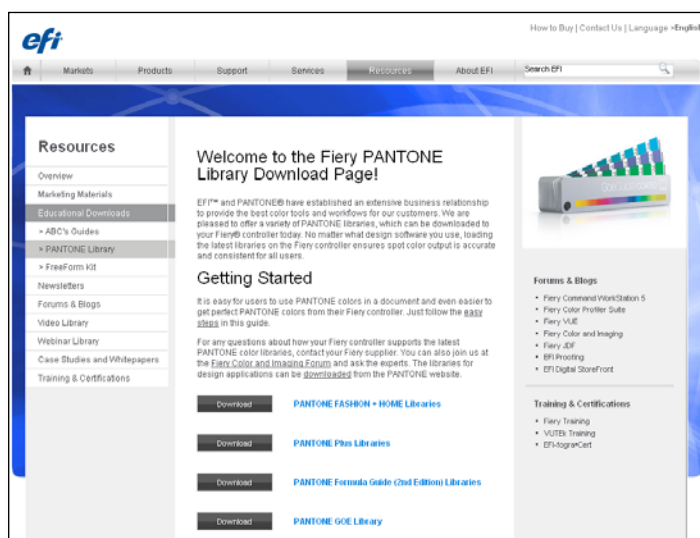 How to Buy | Contact Us | Language >English
efi
Markets Products Support Services Resources About EFI Search EFI
Resources
Overview
Marketing Materials
Educational Downloads
> ABC's Guides
> PANTONE Library
> FreeForm Kit
Newsletters
Forums & Blogs
Video Library
Webinar Library
Case Studies and Whitepapers
Training & Certifications
Welcome to the Fiery PANTONE
Library Download Page!
EFI™ and PANTONE® have established an extensive business relationship
to provide the best color tools and workflows for our customers. We are
pleased to offer a variety of PANTONE libraries, which can be downloaded to
your Fiery® controller today. No matter what design software you use, loading
the latest libraries on the Fiery controller ensures spot color output is accurate
and consistent for all users.
Getting Started
It is easy for users to use PANTONE colors in a document and even easier to
get perfect PANTONE colors from their Fiery controller. Just follow the easy
steps in this guide.
For any questions about how your Fiery controller supports the latest
PANTONE color libraries, contact your Fiery supplier. You can also join us at
the Fiery Color and Imaging Forum and ask the experts. The libraries for
design applications can be downloaded from the PANTONE website.
Download PANTONE FASHION + HOME Libraries
Download PANTONE Plus Libraries
Download PANTONE Formula Guide (2nd Edition) Libraries
Download PANTONE GOE Library
Forums & Blogs
• Fiery Command WorkStation 5
• Fiery Color Profiler Suite
• Fiery VUE
• Fiery Color and Imaging
• Fiery JDF
• EFI Proofing
• EFI Digital StoreFront
Training & Certifications
• Fiery Training
• VUTEk Training
• EFI-fogra•Cert